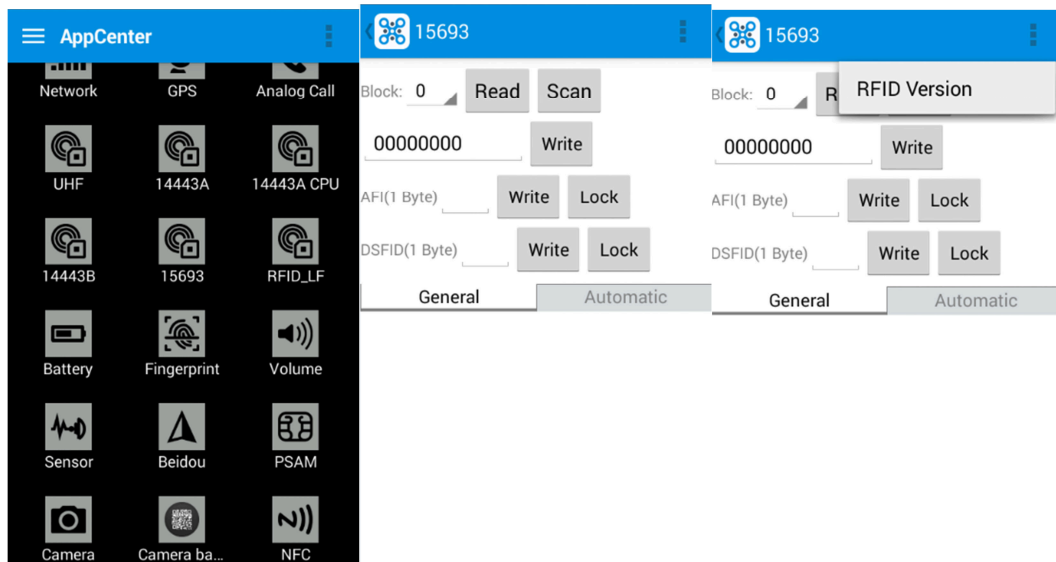 AppCenter
Network GPS Analog Call
UHF 14443A 14443A CPU
14443B 15693 RFID_LF
Battery Fingerprint Volume
Sensor Beidou PSAM
Camera Camera ba... NFC
15693
Block: 0 Read Scan
00000000 Write
AFI(1 Byte) Write Lock
DSFID(1 Byte) Write Lock
General Automatic
15693
RFID Version
Block: 0 R
00000000 Write
AFI(1 Byte) Write Lock
DSFID(1 Byte) Write Lock
General Automatic